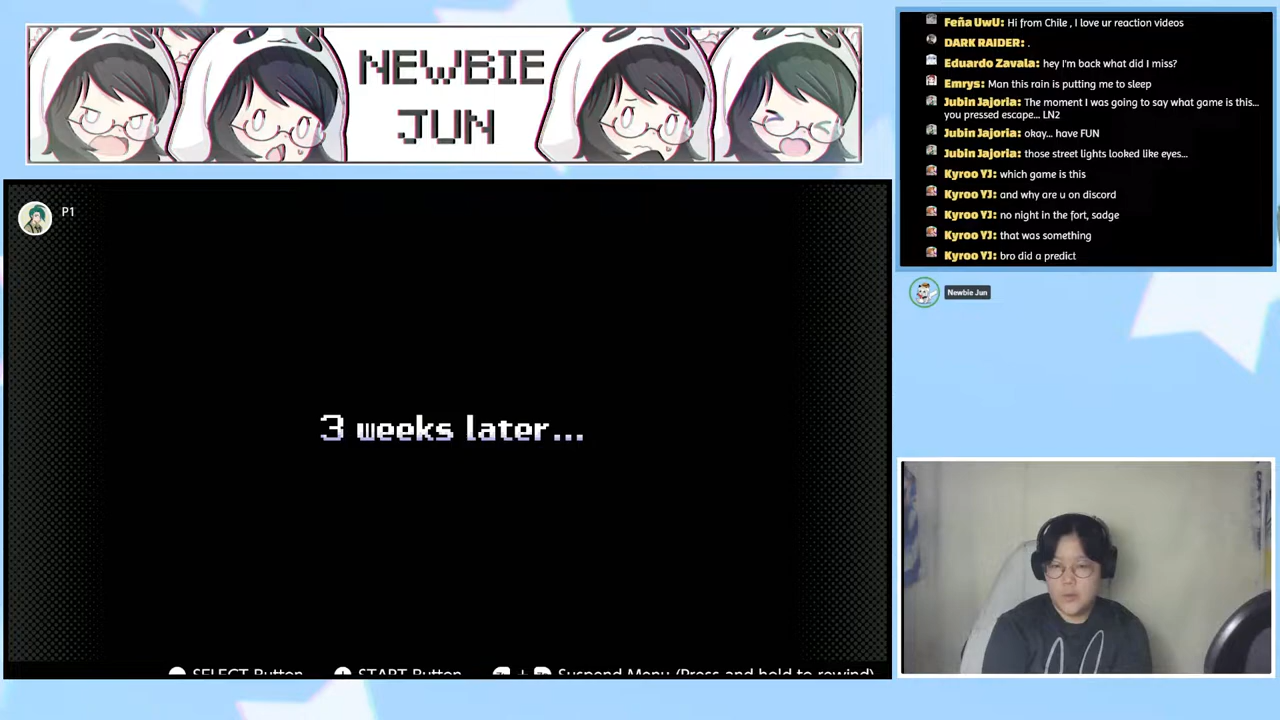 NEWBIE
JUN
P1
3 weeks later...
SELECT Button
START Button
+
Suspend Menu (Press and hold to rewind)
Feña UwU: Hi from Chile , I love ur reaction videos
DARK RAIDER: .
Eduardo Zavala: hey I'm back what did I miss?
Emrys: Man this rain is putting me to sleep
Jubin Jajoria: The moment I was going to say what game is this...
you pressed escape... LN2
Jubin Jajoria: okay... have FUN
Jubin Jajoria: those street lights looked like eyes...
Kyroo YJ: which game is this
Kyroo YJ: and why are u on discord
Kyroo YJ: no night in the fort, sadge
Kyroo YJ: that was something
Kyroo YJ: bro did a predict
Newbie Jun